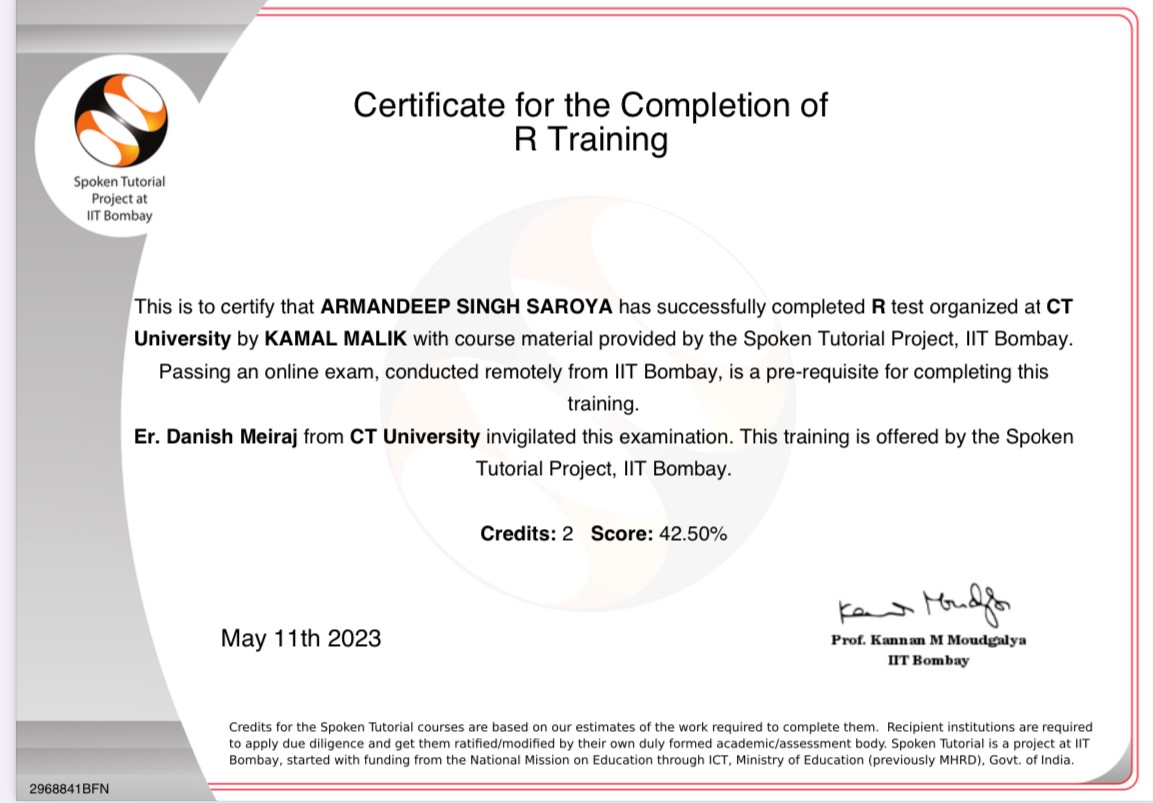 Certificate for the Completion of
R Training
Spoken Tutorial
Project at
IIT Bombay
This is to certify that ARMANDEEP SINGH SAROYA has successfully completed R test organized at CT
University by KAMAL MALIK with course material provided by the Spoken Tutorial Project, IIT Bombay.
Passing an online exam, conducted remotely from IIT Bombay, is a pre-requisite for completing this
training.
Er. Danish Meiraj from CT University invigilated this examination. This training is offered by the Spoken
Tutorial Project, IIT Bombay.
Credits: 2 Score: 42.50%
May 11th 2023
Prof. Kannan M Moudgalya
IIT Bombay
Credits for the Spoken Tutorial courses are based on our estimates of the work required to complete them. Recipient institutions are required
to apply due diligence and get them ratified/modified by their own duly formed academic/assessment body. Spoken Tutorial is a project at IIT
Bombay, started with funding from the National Mission on Education through ICT, Ministry of Education (previously MHRD), Govt. of India.
2968841BFN